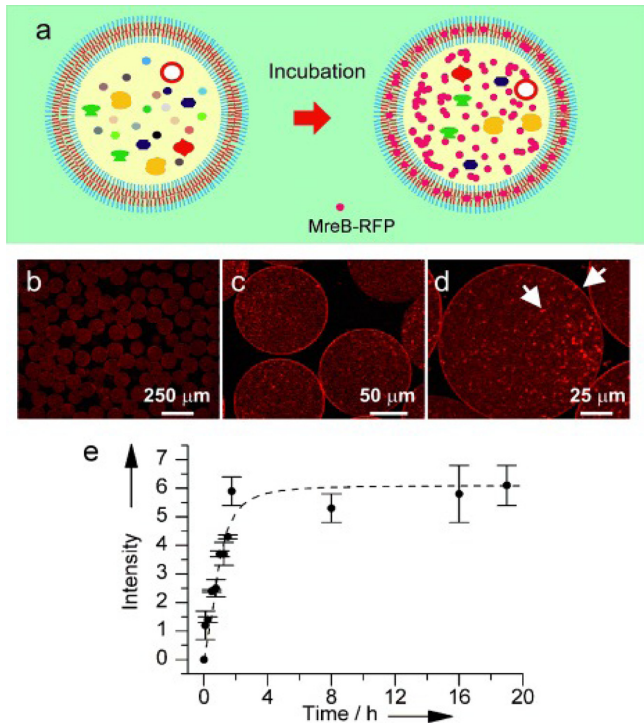 a
Incubation
MreB-RFP
b
250 µm
c
50 µm
d
25 µm
e
Intensity
7
6
5
4
3
2
1
0
0 4 8 12 16 20
Time / h